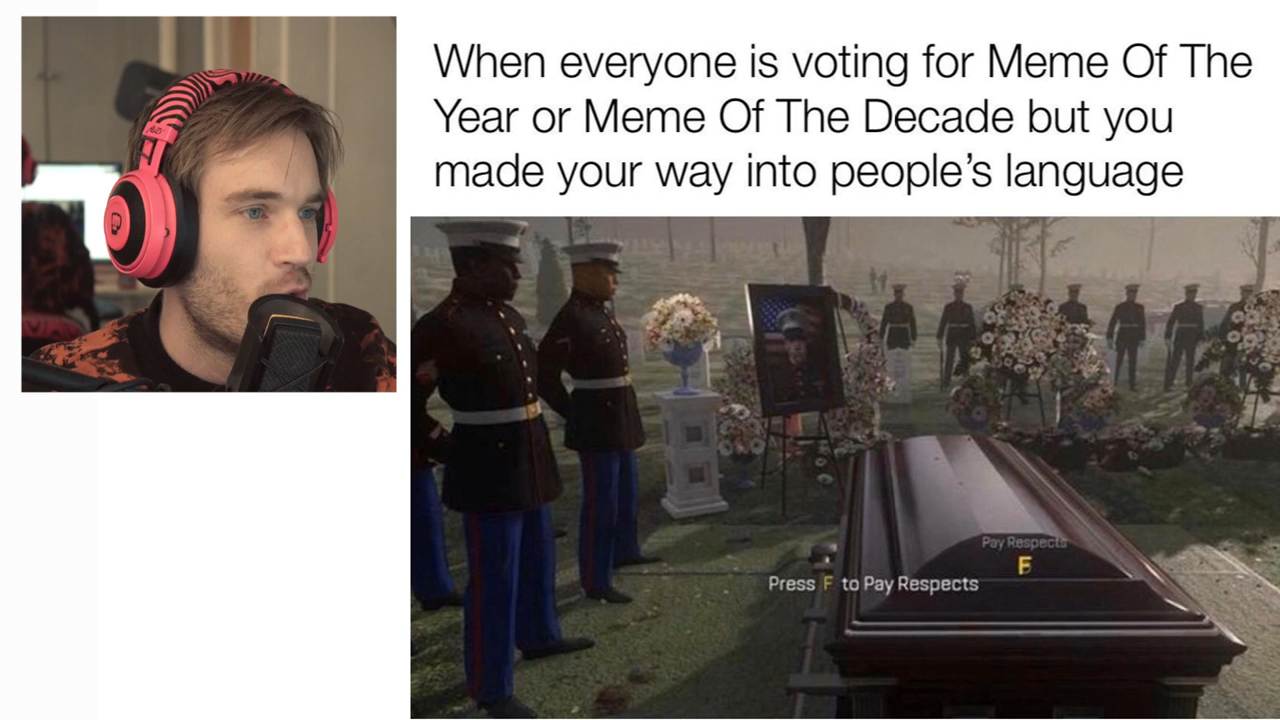 When everyone is voting for Meme Of The
Year or Meme Of The Decade but you
made your way into people’s language
Pay Respects
F
Press F to Pay Respects